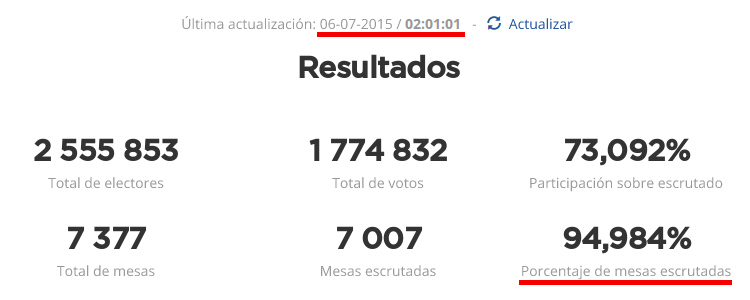 Última actualización: 06-07-2015 / 02:01:01 - Actualizar
Resultados
2 555 853 1 774 832 73,092%
Total de electores Total de votos Participación sobre escrutado
7 377 7 007 94,984%
Total de mesas Mesas escrutadas Porcentaje de mesas escrutadas